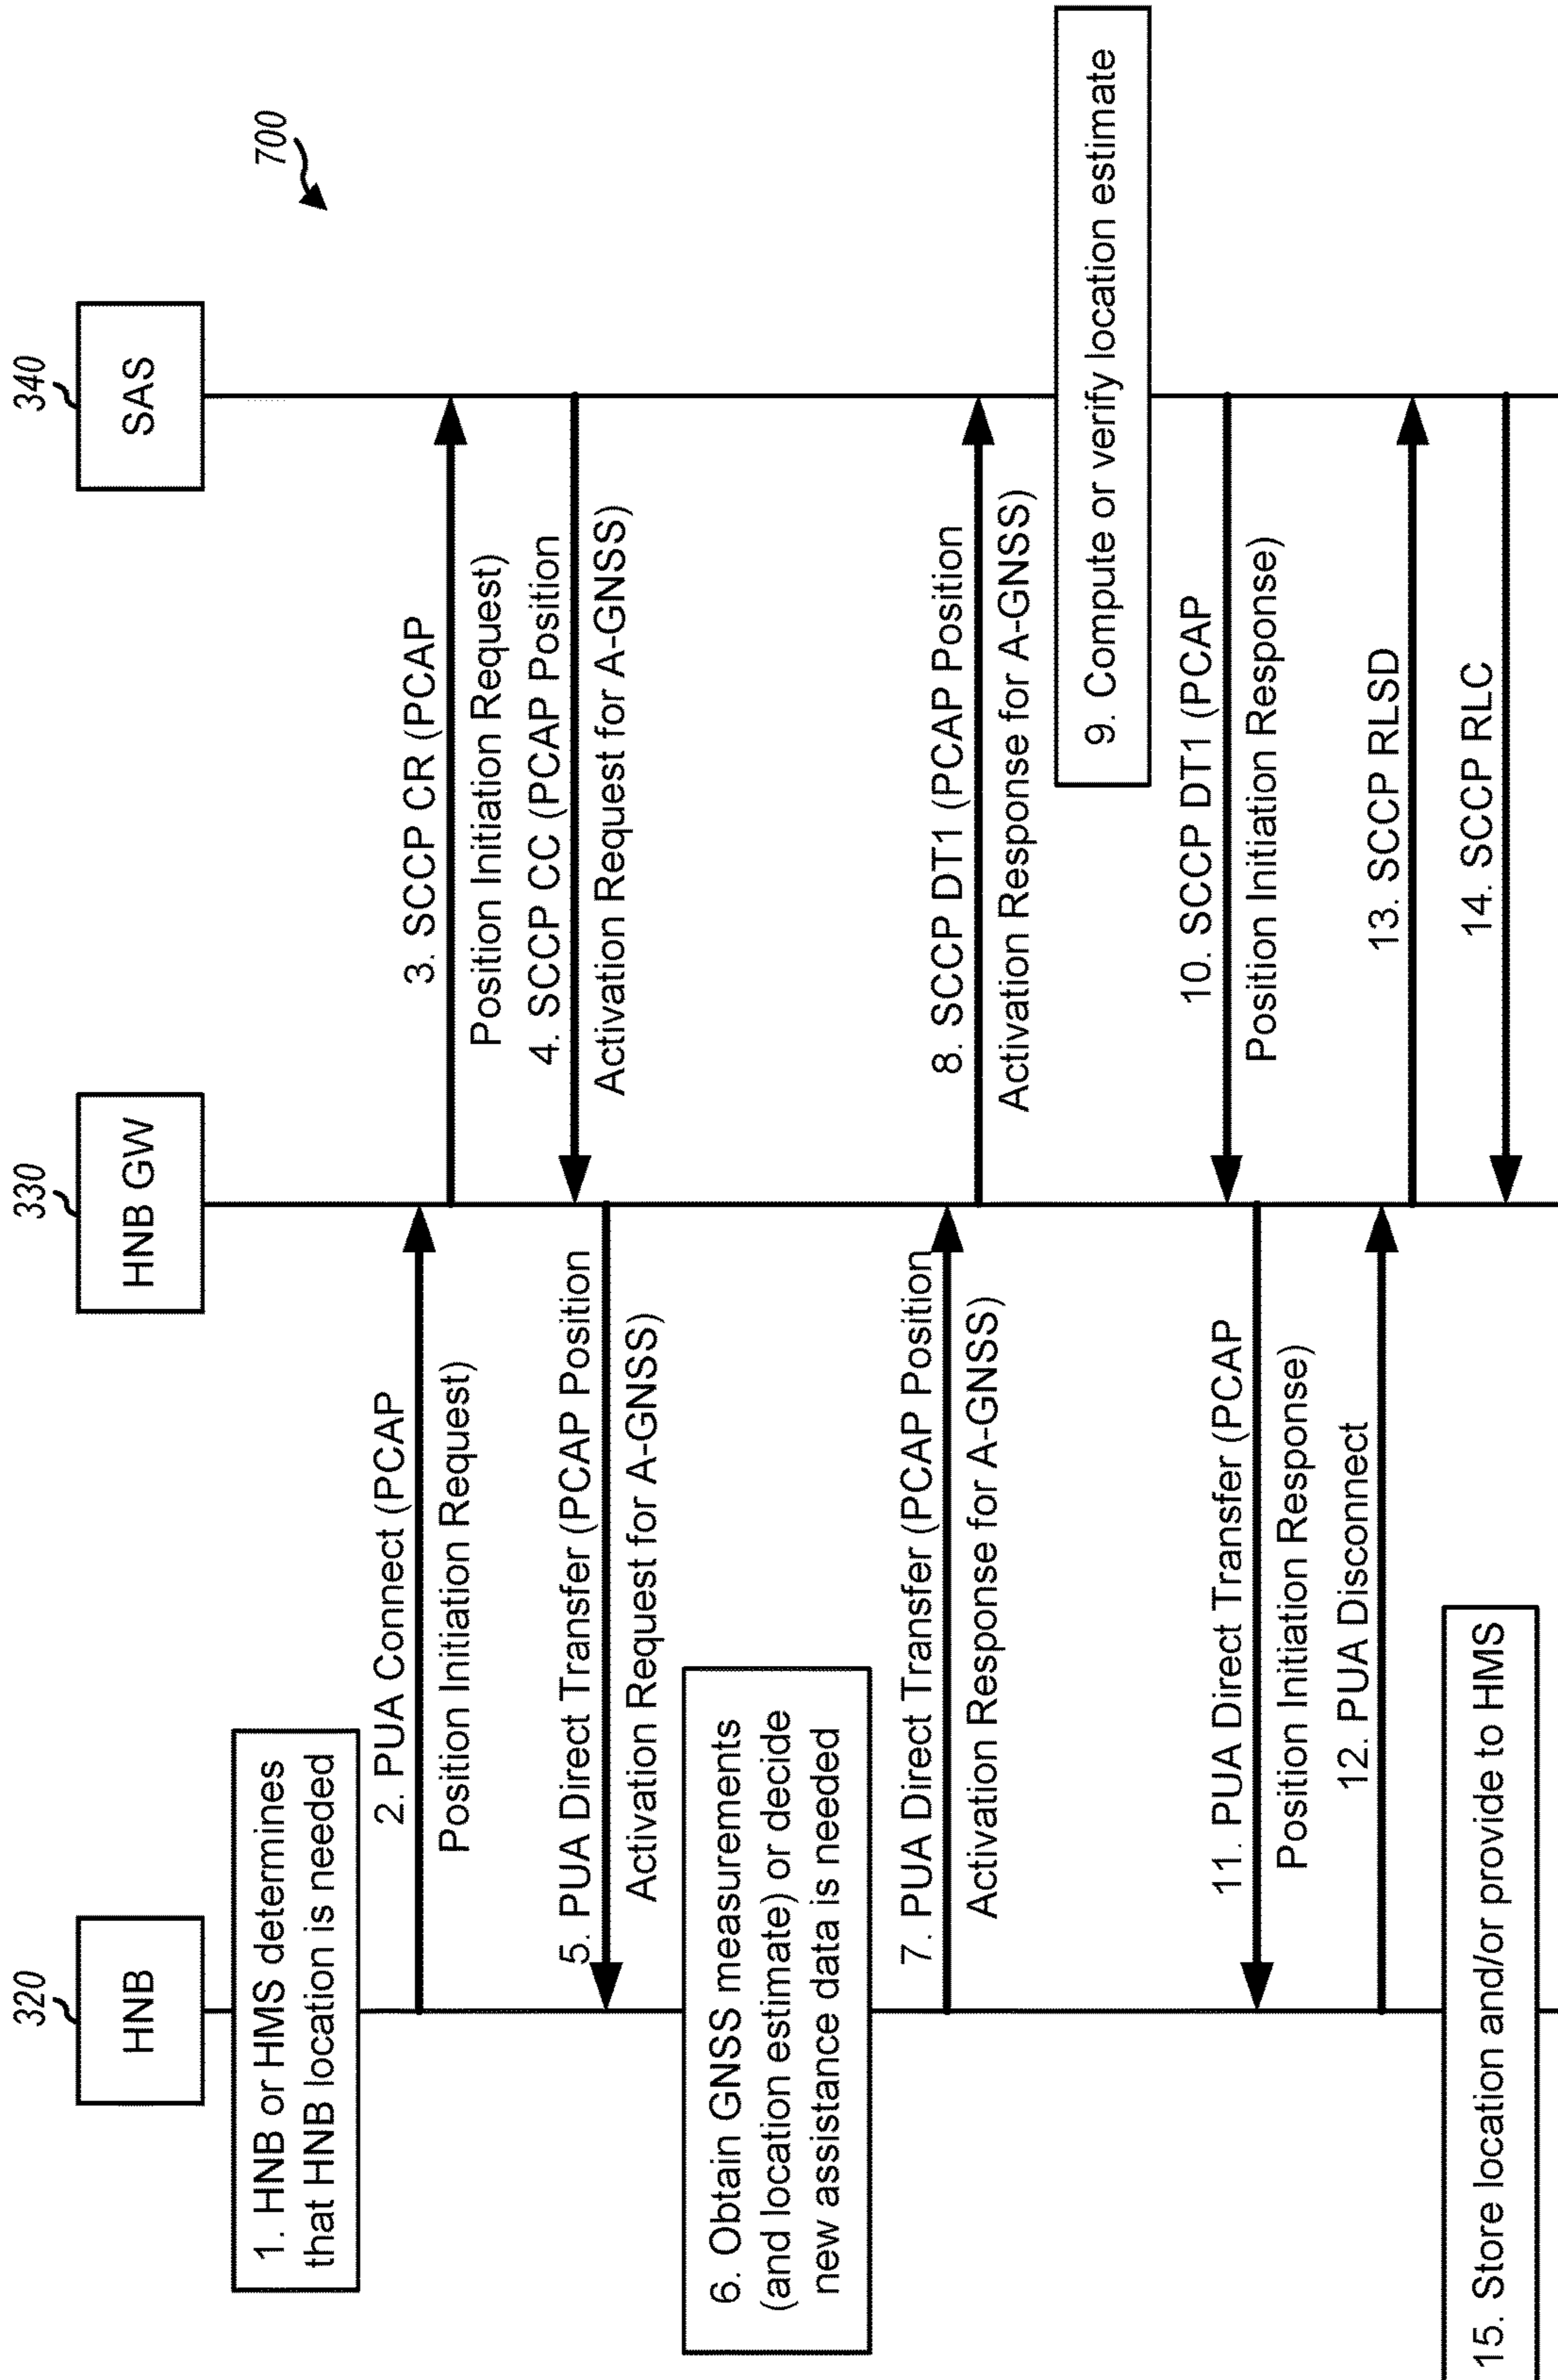 700
320
330
340
HNB
HNB GW
SAS
1. HNB or HMS determines
that HNB location is needed
2. PUA Connect (PCAP
Position Initiation Request)
3. SCCP CR (PCAP
Position Initiation Request)
4. SCCP CC (PCAP Position
Activation Request for A-GNSS)
5. PUA Direct Transfer (PCAP Position
Activation Request for A-GNSS)
6. Obtain GNSS measurements
(and location estimate) or decide
new assistance data is needed
7. PUA Direct Transfer (PCAP Position
Activation Response for A-GNSS)
8. SCCP DT1 (PCAP Position
Activation Response for A-GNSS)
9. Compute or verify location estimate
10. SCCP DT1 (PCAP
Position Initiation Response)
11. PUA Direct Transfer (PCAP
Position Initiation Response)
12. PUA Disconnect
13. SCCP RLSD
14. SCCP RLC
15. Store location and/or provide to HMS